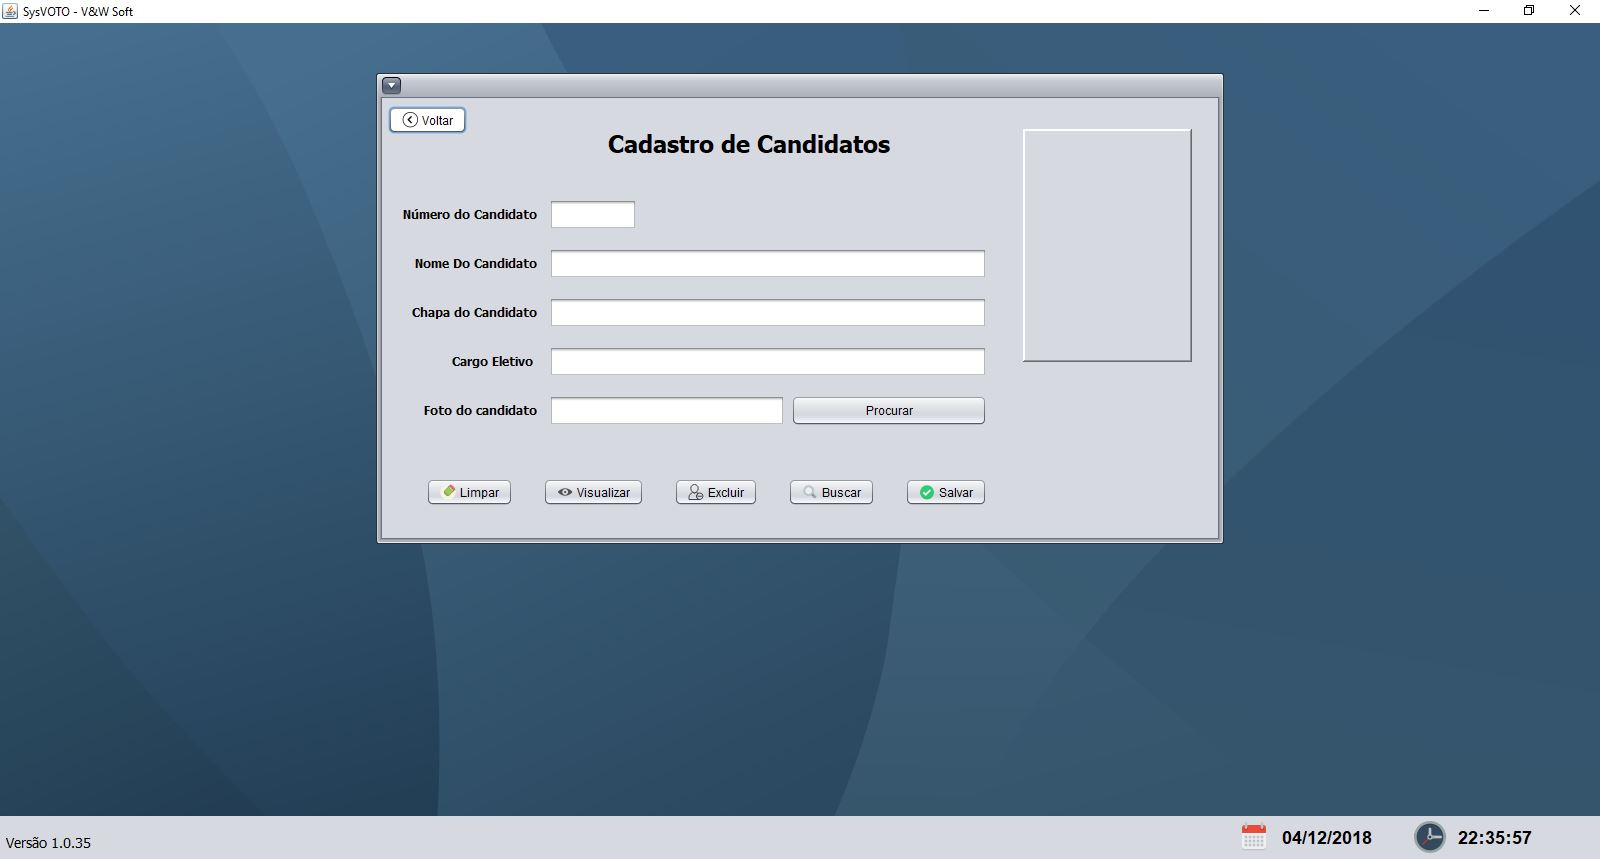 SysVOTO - V&W Soft
Voltar
Cadastro de Candidatos
Número do Candidato
Nome Do Candidato
Chapa do Candidato
Cargo Eletivo
Foto do candidato
Procurar
Limpar
Visualizar
Excluir
Buscar
Salvar
Versão 1.0.35
04/12/2018
22:35:57